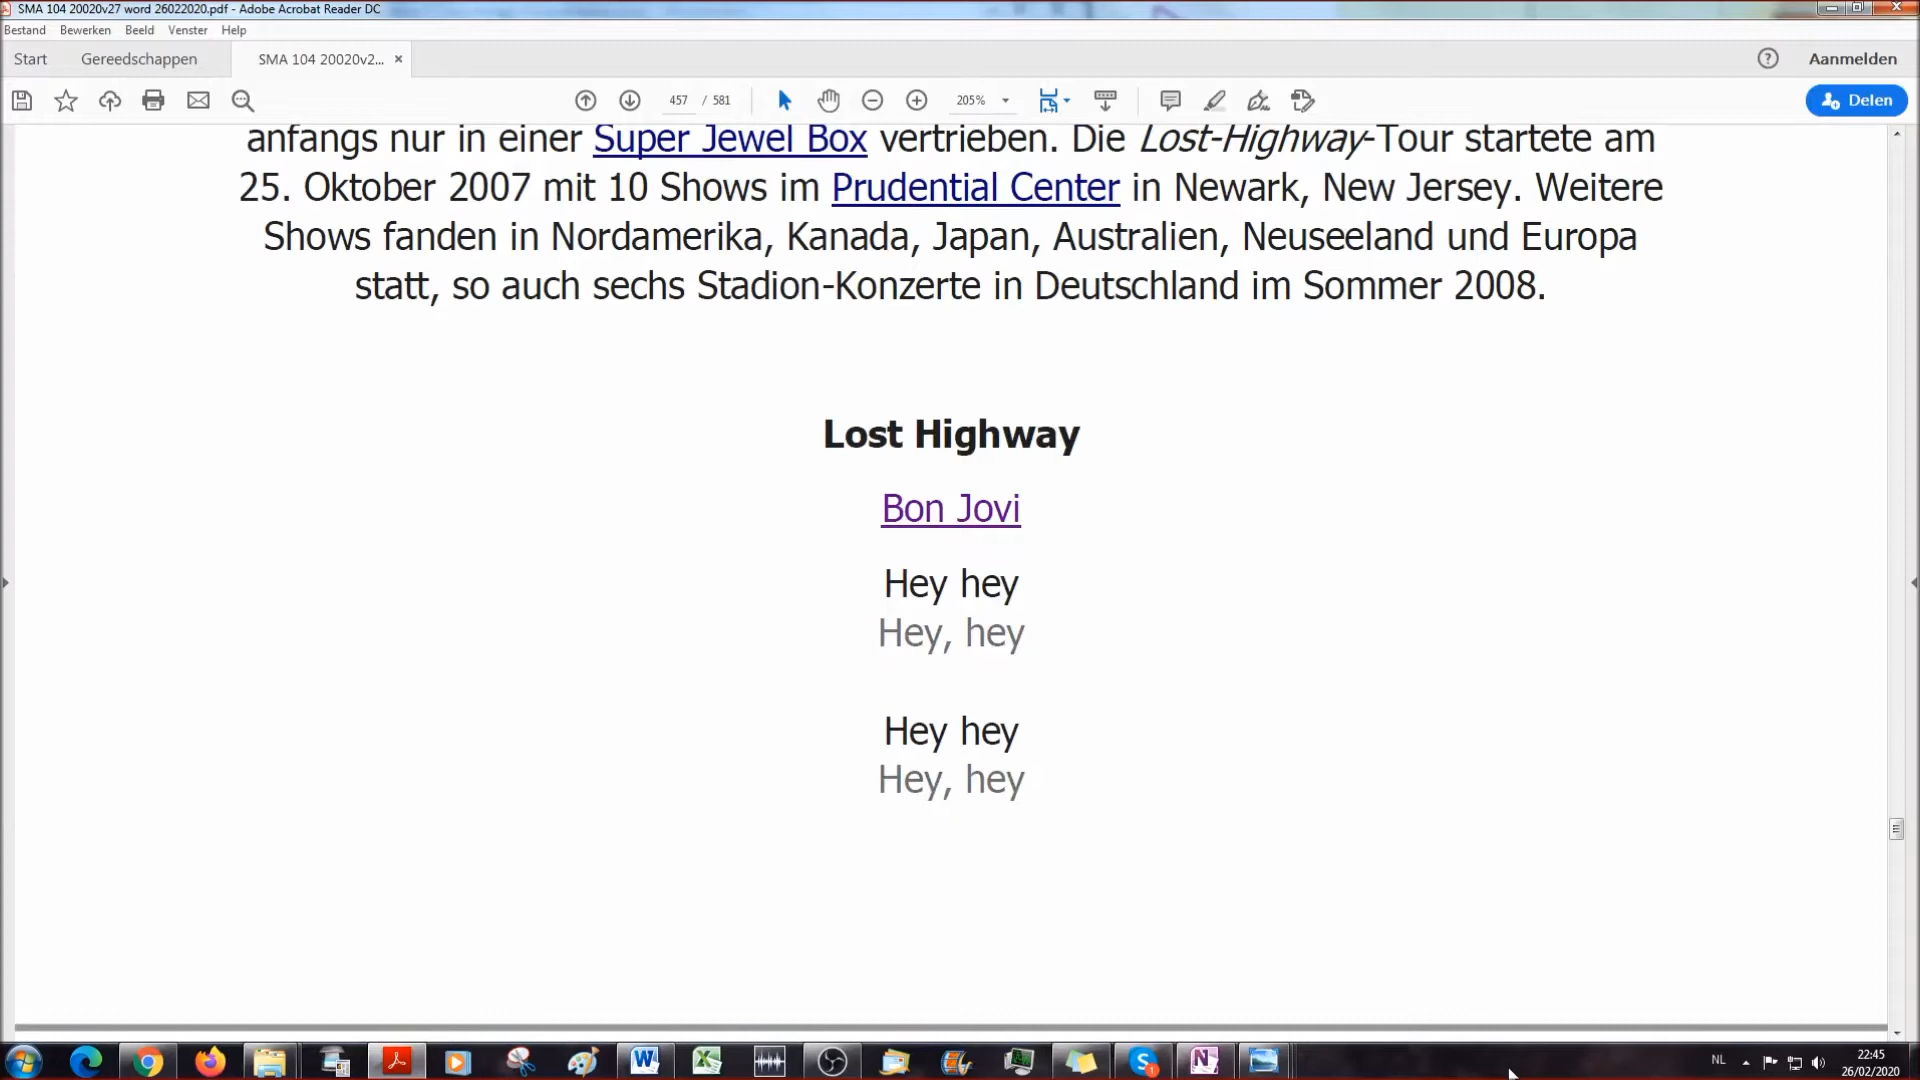 SMA 104 20020v27 word 26022020.pdf - Adobe Acrobat Reader DC
Bestand Bewerken Beeld Venster Help
Start Gereedschappen SMA 104 20020v2... × Aanmelden
457 / 581 205% Delen
anfangs nur in einer Super Jewel Box vertrieben. Die Lost-Highway-Tour startete am
25. Oktober 2007 mit 10 Shows im Prudential Center in Newark, New Jersey. Weitere
Shows fanden in Nordamerika, Kanada, Japan, Australien, Neuseeland und Europa
statt, so auch sechs Stadion-Konzerte in Deutschland im Sommer 2008.
Lost Highway
Bon Jovi
Hey hey
Hey, hey
Hey hey
Hey, hey
NL 22:45
26/02/2020